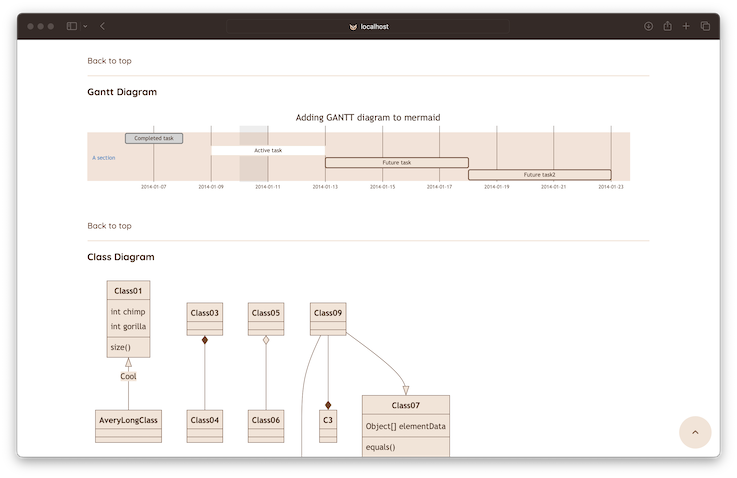 localhost
Back to top
Gantt Diagram
Adding GANTT diagram to mermaid
Completed task
Active task
A section
Future task
Future task2
2014-01-07 2014-01-09 2014-01-11 2014-01-13 2014-01-15 2014-01-17 2014-01-19 2014-01-21 2014-01-23
Back to top
Class Diagram
Class01
int chimp
int gorilla
size()
Cool
AveryLongClass
Class03
Class04
Class05
Class06
Class09
C3
Class07
Object[] elementData
equals()